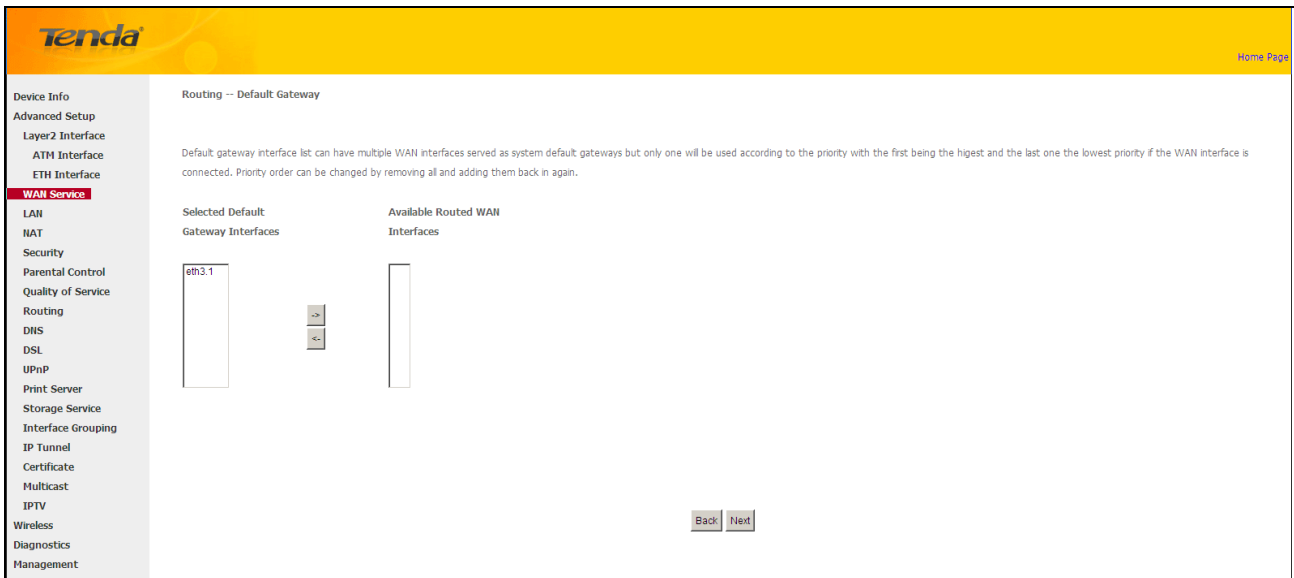 Tenda
Home Page
Device Info
Advanced Setup
Layer2 Interface
ATM Interface
ETH Interface
WAN Service
LAN
NAT
Security
Parental Control
Quality of Service
Routing
DNS
DSL
UPnP
Print Server
Storage Service
Interface Grouping
IP Tunnel
Certificate
Multicast
IPTV
Wireless
Diagnostics
Management
Routing -- Default Gateway
Default gateway interface list can have multiple WAN interfaces served as system default gateways but only one will be used according to the priority with the first being the higest and the last one the lowest priority if the WAN interface is
connected. Priority order can be changed by removing all and adding them back in again.
Selected Default
Gateway Interfaces
Available Routed WAN
Interfaces
eth3.1
->
<-
Back Next